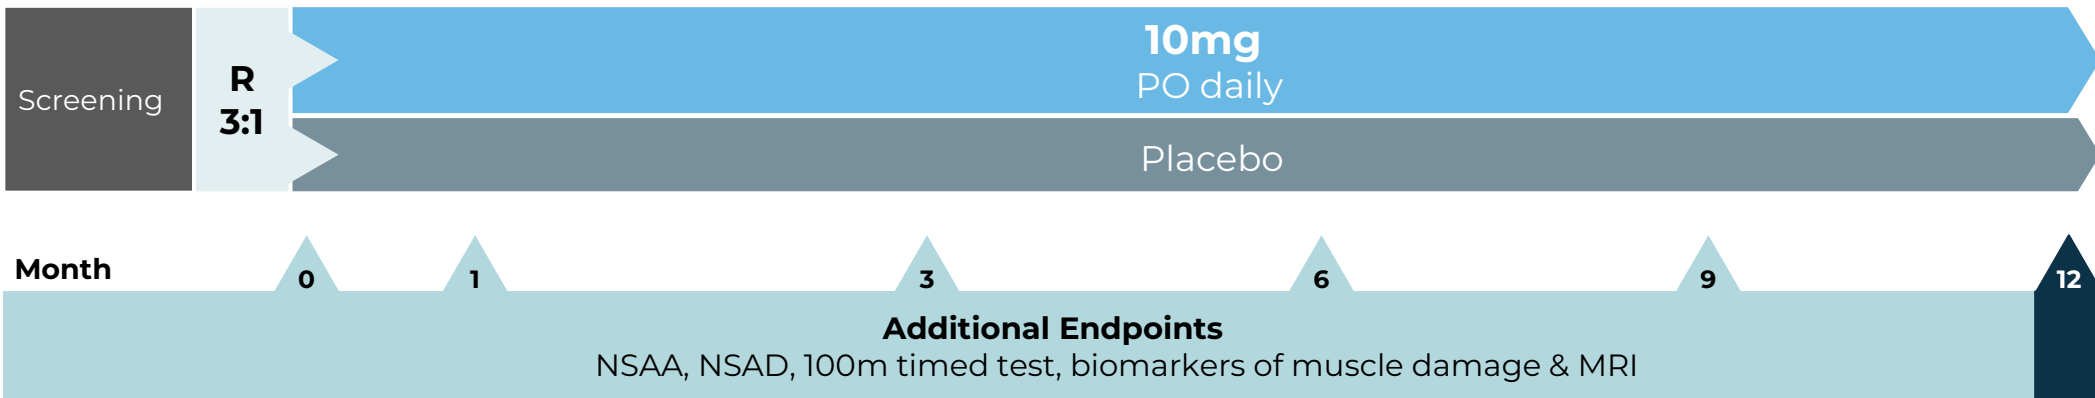 Screening
R
3:1
10mg
PO daily
Placebo
Month
0
1
3
6
9
12
Additional Endpoints
NSAA, NSAD, 100m timed test, biomarkers of muscle damage & MRI